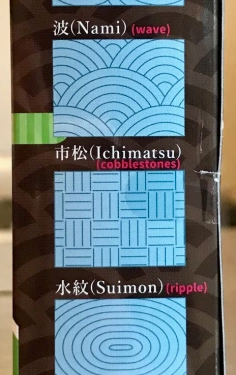 波(Nami) (wave)
市松(Ichimatsu)
(cobblestones)
水紋(Suimon) (ripple)